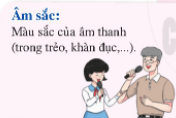 Âm sắc:
Màu sắc của âm thanh
(trong trẻo, khàn đục,...).